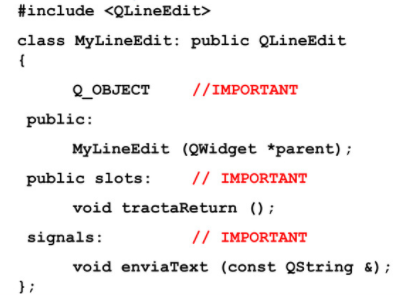 #include <QLineEdit>
class MyLineEdit: public QLineEdit
{
Q_OBJECT //IMPORTANT
public:
MyLineEdit (QWidget *parent);
public slots: // IMPORTANT
void tractaReturn ();
signals: // IMPORTANT
void enviaText (const QString &);
};